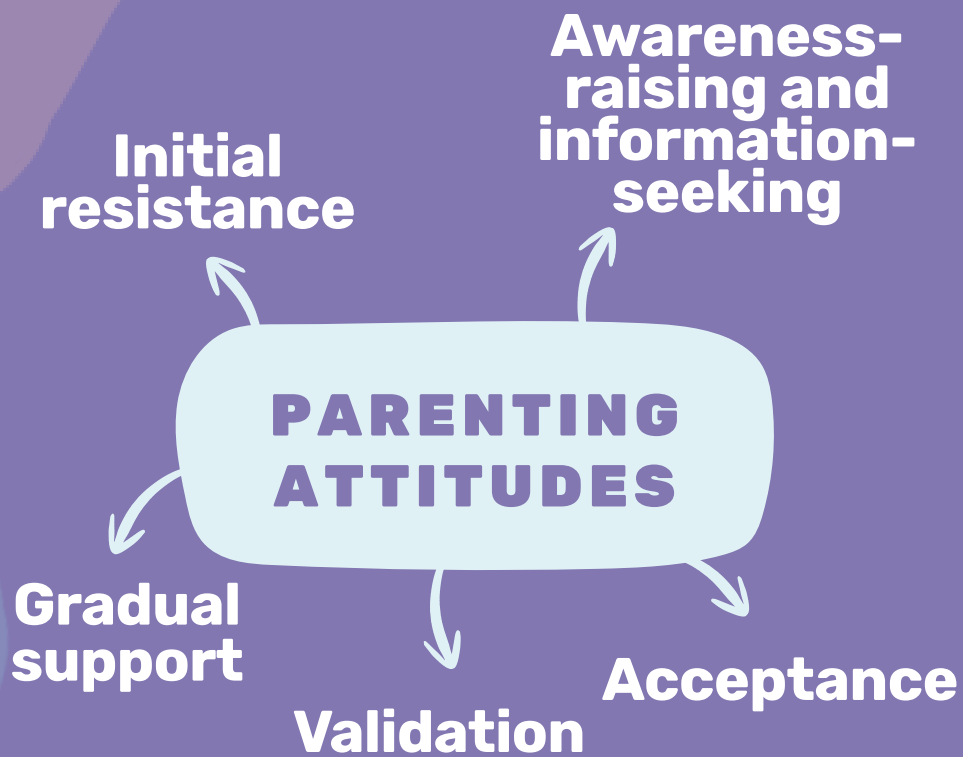 Awareness-
raising and
information-
seeking
Initial
resistance
PARENTING
ATTITUDES
Gradual
support
Acceptance
Validation